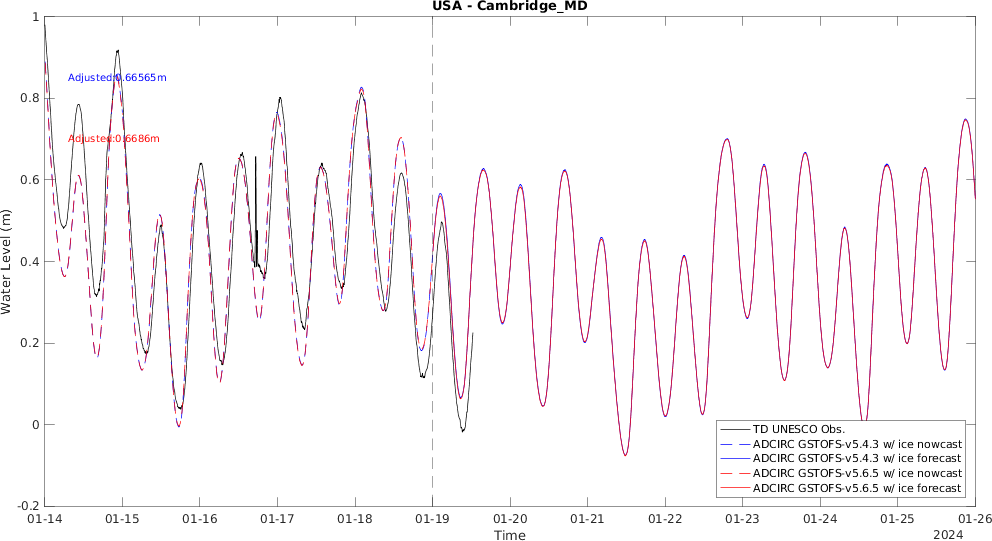 USA - Cambridge_MD
1
0.8
0.6
0.4
0.2
0
-0.2
Water Level (m)
Adjusted:0.66565m
Adjusted:0.6686m
TD UNESCO Obs.
ADCIRC GSTOFS-v5.4.3 w/ ice nowcast
ADCIRC GSTOFS-v5.4.3 w/ ice forecast
ADCIRC GSTOFS-v5.6.5 w/ ice nowcast
ADCIRC GSTOFS-v5.6.5 w/ ice forecast
01-14 01-15 01-16 01-17 01-18 01-19 01-20 01-21 01-22 01-23 01-24 01-25 01-26
Time
2024